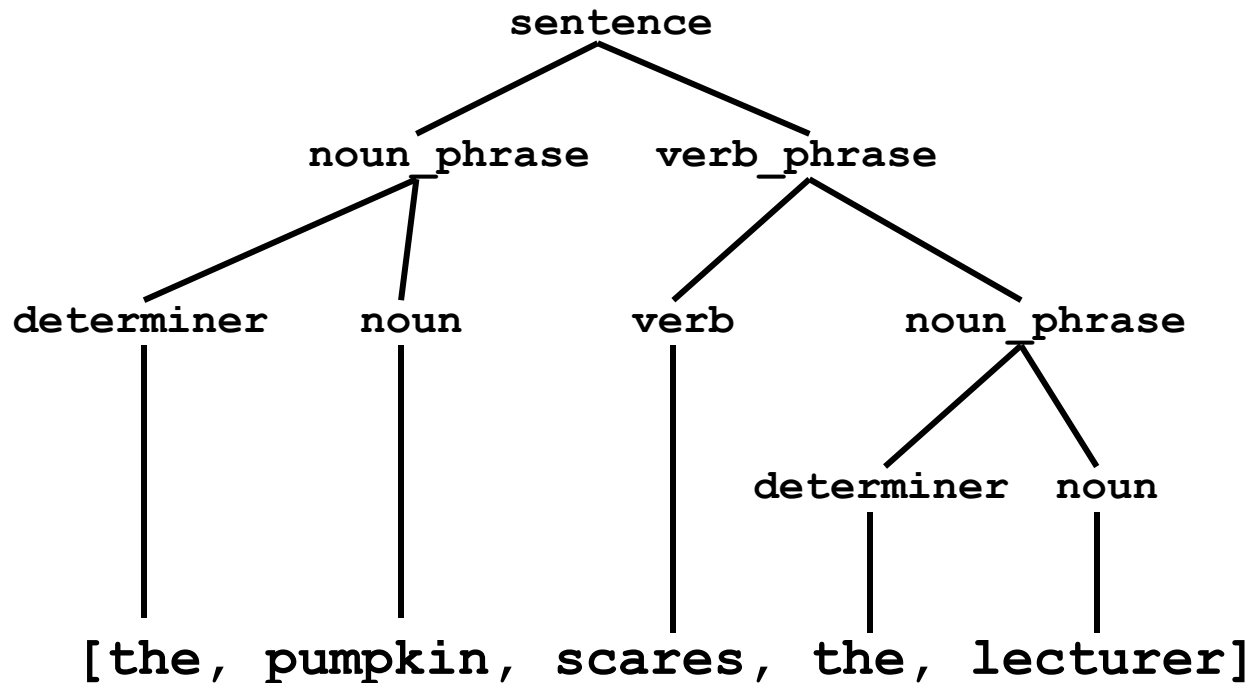 sentence
noun_phrase verb_phrase
determiner noun verb noun_phrase
determiner noun
[the, pumpkin, scares, the, lecturer]